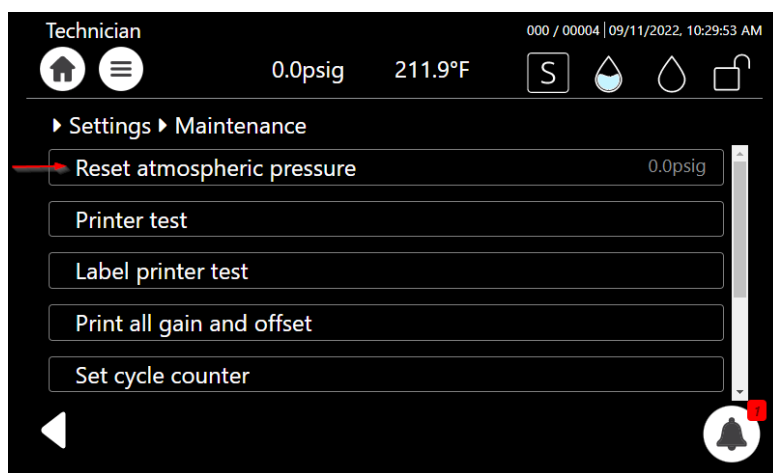 Technician
000 / 00004 | 09/11/2022, 10:29:53 AM
0.0psig 211.9°F S
Settings Maintenance
Reset atmospheric pressure 0.0psig
Printer test
Label printer test
Print all gain and offset
Set cycle counter
1